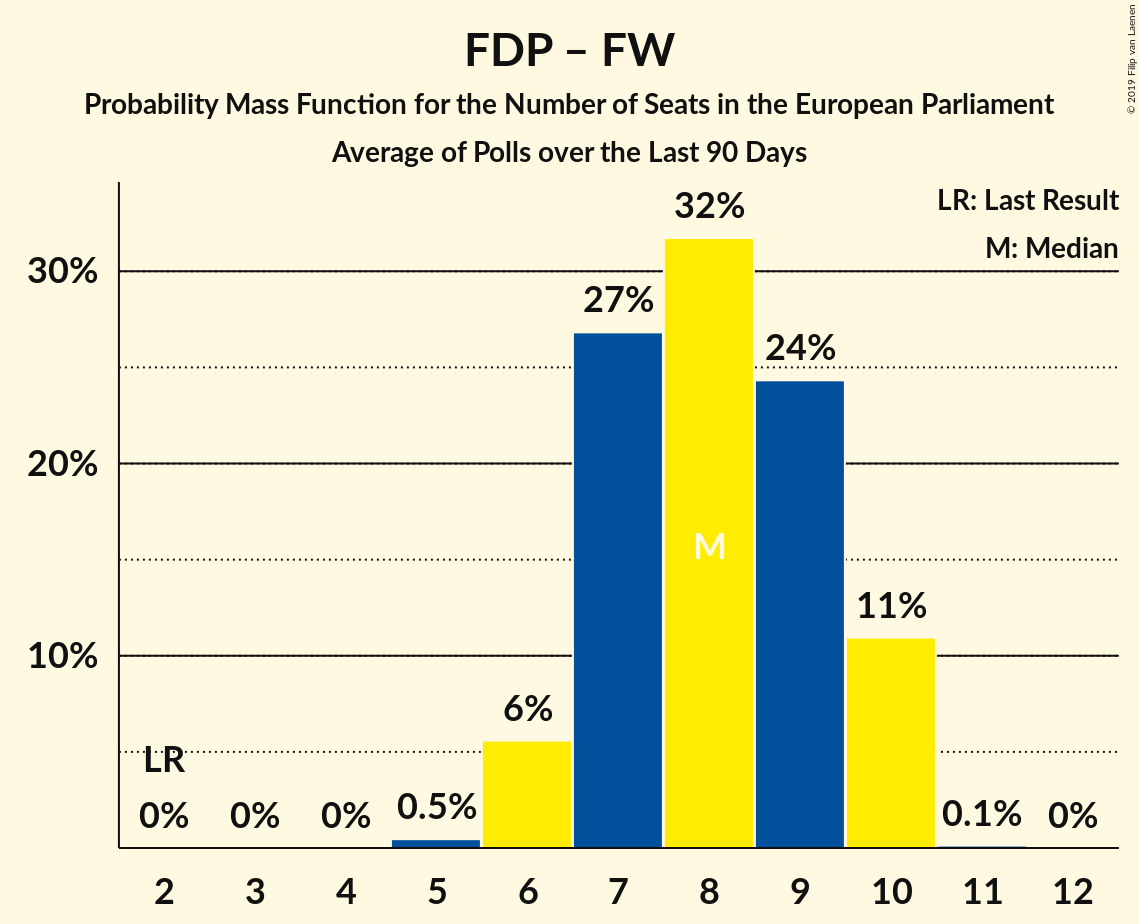 FDP – FW
Probability Mass Function for the Number of Seats in the European Parliament
Average of Polls over the Last 90 Days
© 2019 Filip van Laenen
LR: Last Result
M: Median
30%
20%
10%
LR
0%
0%
0%
0.5%
6%
27%
32%
24%
11%
0.1%
0%
M
2 3 4 5 6 7 8 9 10 11 12